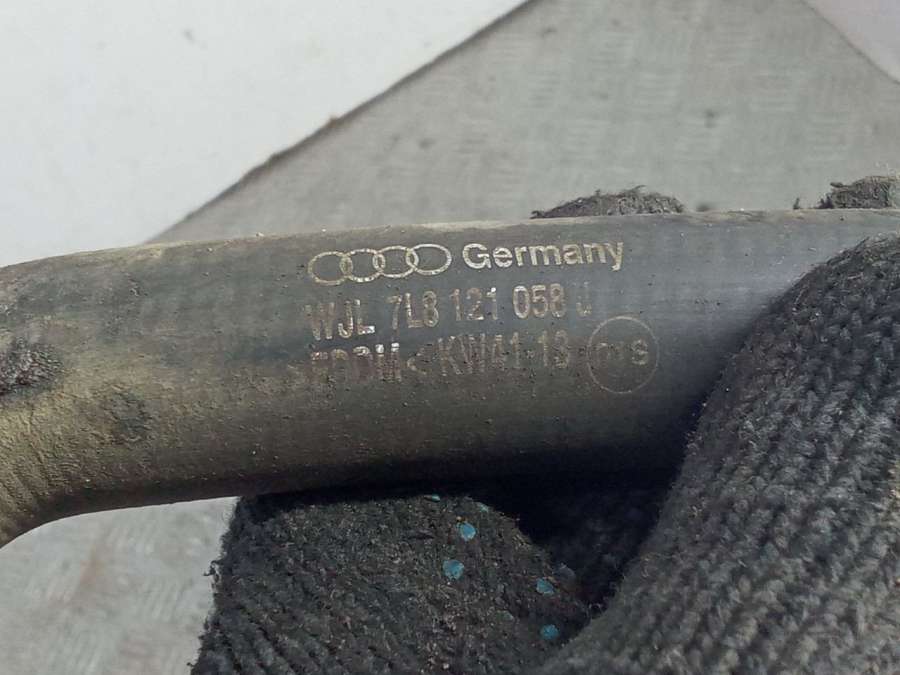 Germany
WJL 7L8 121 058 J
>EPDM< KW41-13